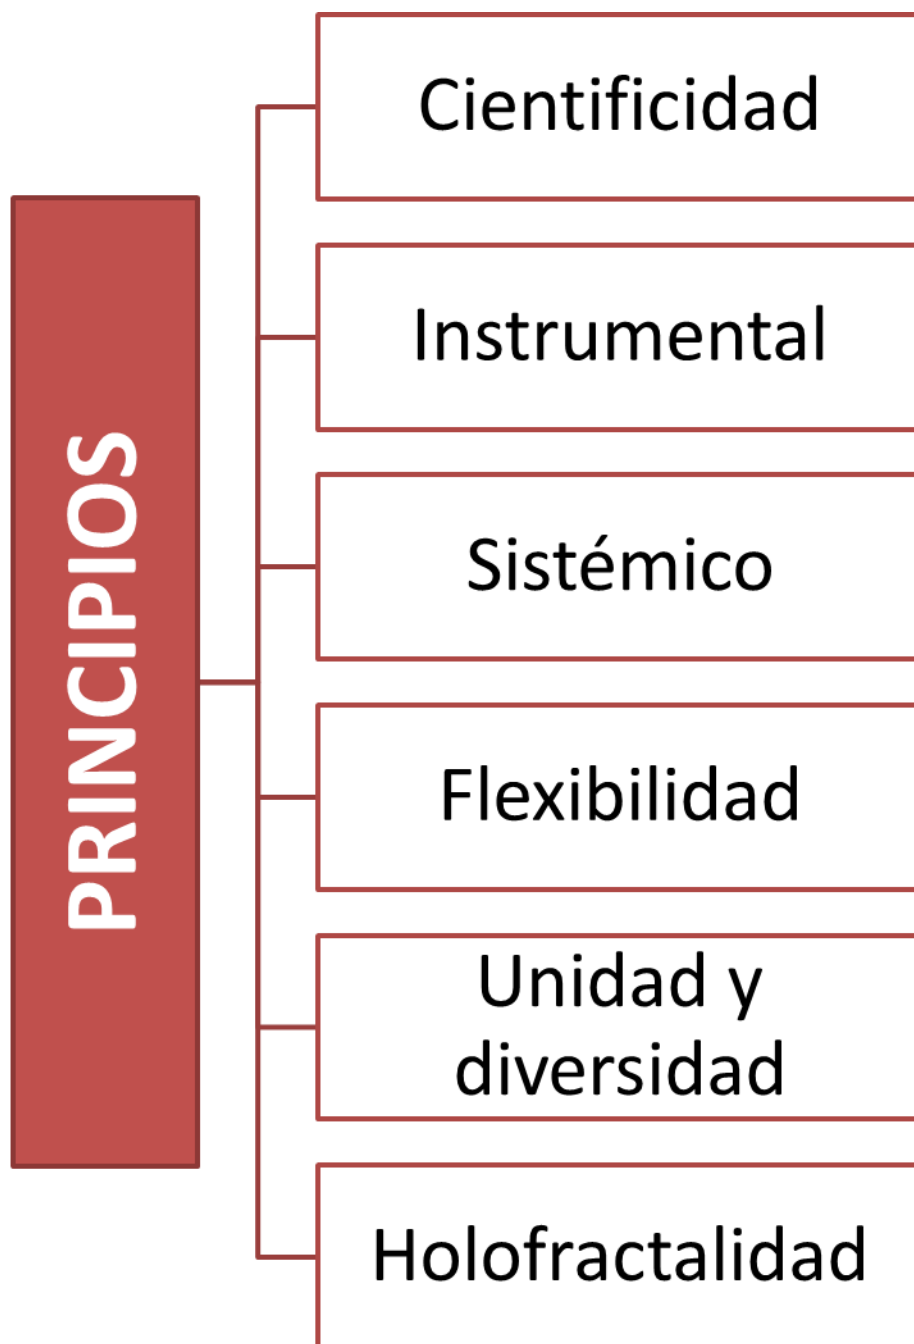 PRINCIPIOS
Cientificidad
Instrumental
Sistémico
Flexibilidad
Unidad y
diversidad
Holofractalidad